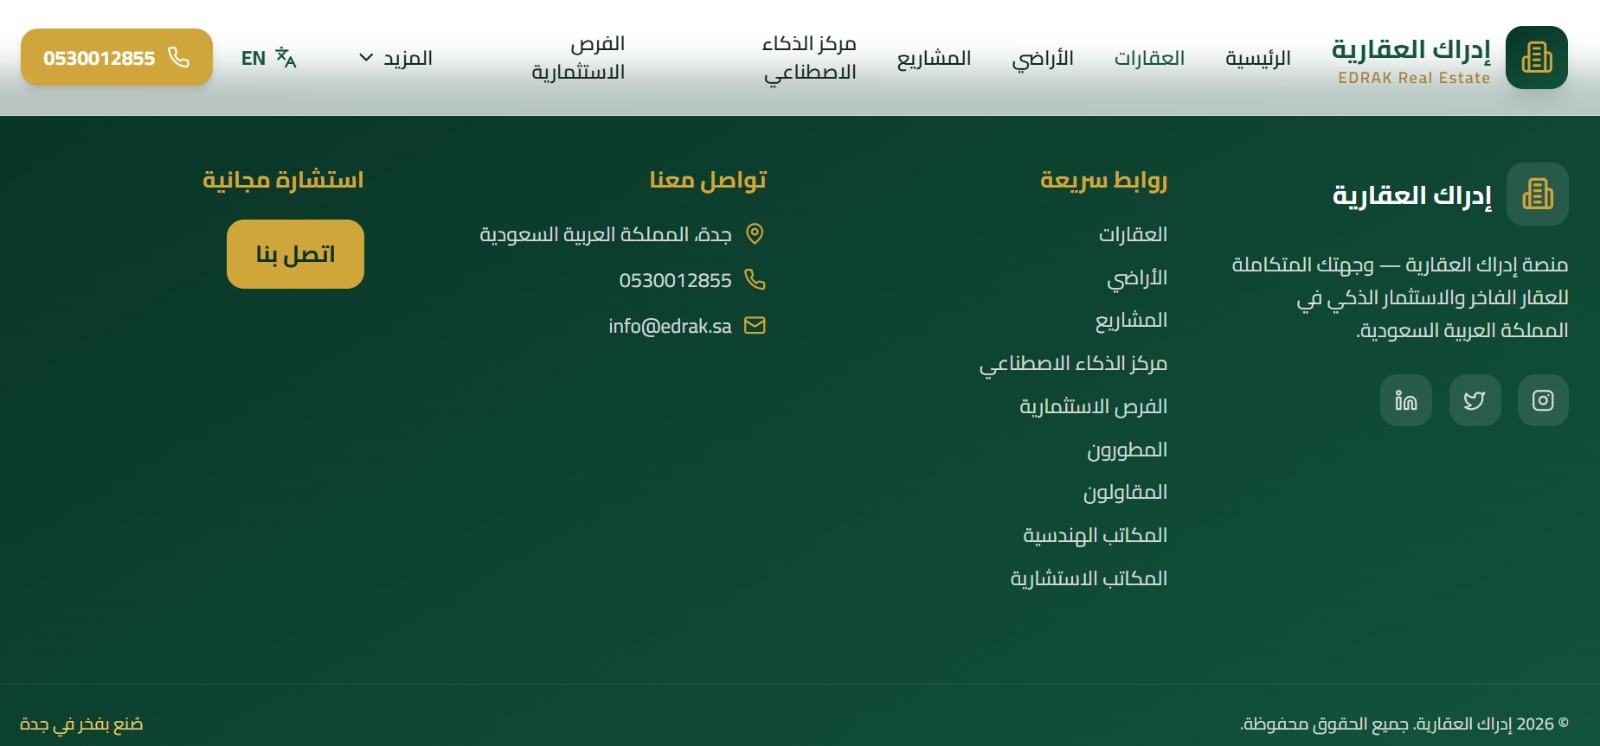 إدراك العقارية
EDRAK Real Estate
الرئيسية
العقارات
الأراضي
المشاريع
مركز الذكاء
الاصطناعي
الفرص
الاستثمارية
المزيد
EN
0530012855
إدراك العقارية
منصة إدراك العقارية — وجهتك المتكاملة
للعقار الفاخر والاستثمار الذكي في
المملكة العربية السعودية.
روابط سريعة
العقارات
الأراضي
المشاريع
مركز الذكاء الاصطناعي
الفرص الاستثمارية
المطورون
المقاولون
المكاتب الهندسية
المكاتب الاستشارية
تواصل معنا
جدة، المملكة العربية السعودية
0530012855
info@edrak.sa
استشارة مجانية
اتصل بنا
© 2026 إدراك العقارية. جميع الحقوق محفوظة.
صُنع بفخر في جدة